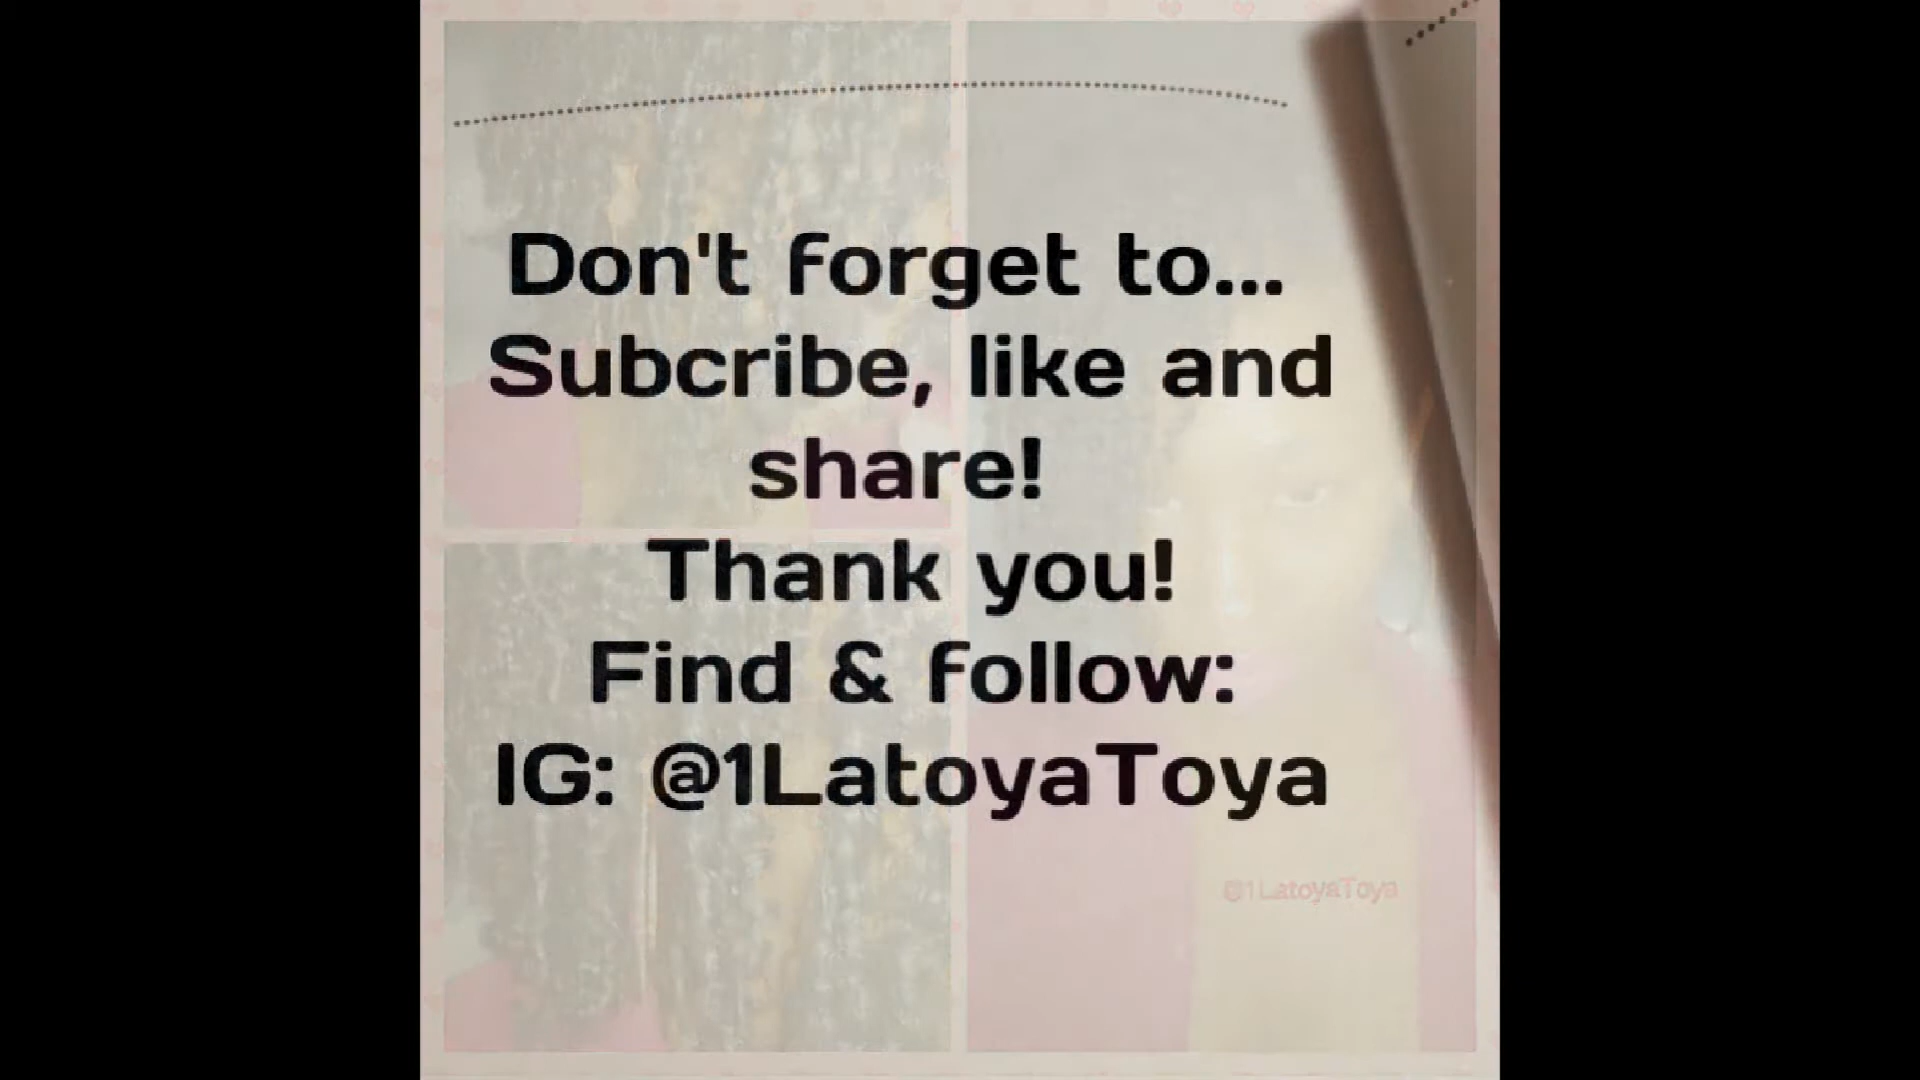 Don't forget to...
Subcribe, like and
share!
Thank you!
Find & follow:
IG: @1LatoyaToya
@1LatoyaToya